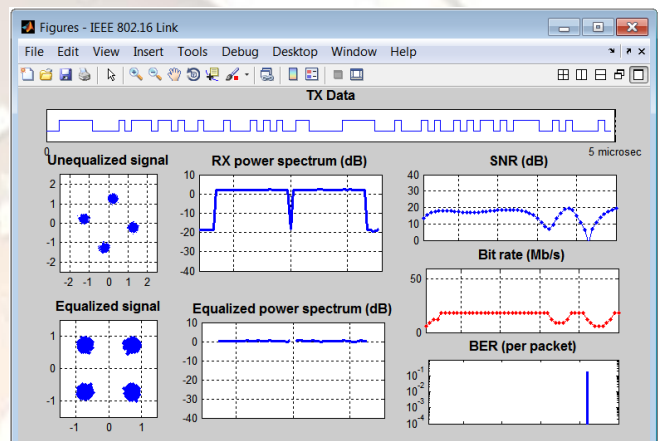 Figures - IEEE 802.16 Link
File Edit View Insert Tools Debug Desktop Window Help
TX Data
0
5 microsec
Unequalized signal
2
1
0
-1
-2
-2 -1 0 1 2
RX power spectrum (dB)
10
0
-10
-20
-30
-40
SNR (dB)
40
30
20
10
0
Bit rate (Mb/s)
50
0
Equalized signal
1
0
-1
-1 0 1
Equalized power spectrum (dB)
10
0
-10
-20
-30
-40
BER (per packet)
10-1
10-2
10-3
10-4